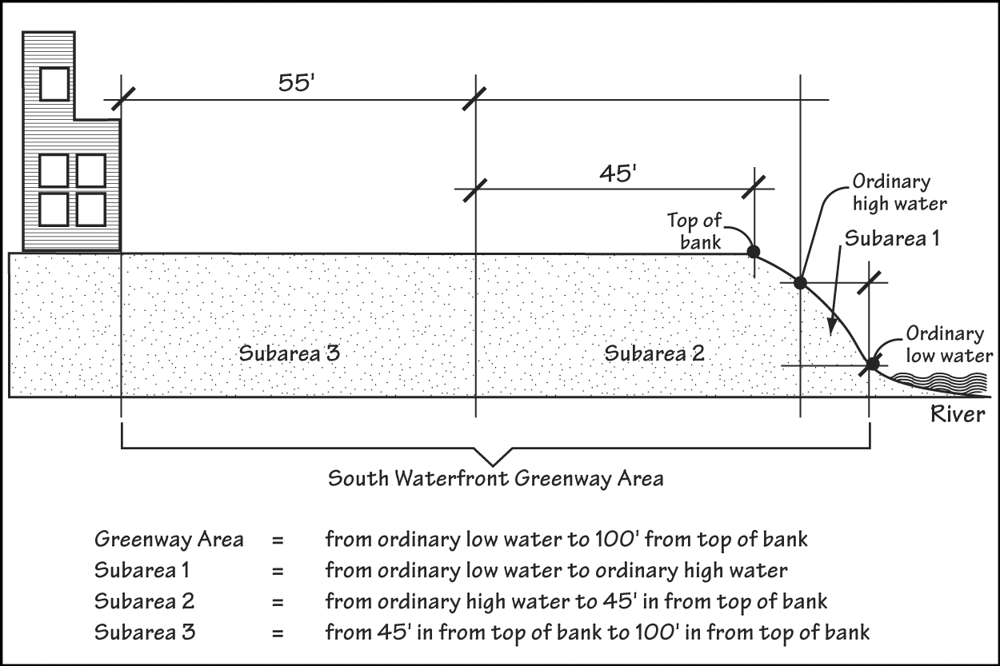 55'
45'
Ordinary
high water
Top of
bank
Subarea 1
Ordinary
low water
Subarea 3
Subarea 2
River
South Waterfront Greenway Area
Greenway Area = from ordinary low water to 100' from top of bank
Subarea 1 = from ordinary low water to ordinary high water
Subarea 2 = from ordinary high water to 45' in from top of bank
Subarea 3 = from 45' in from top of bank to 100' in from top of bank